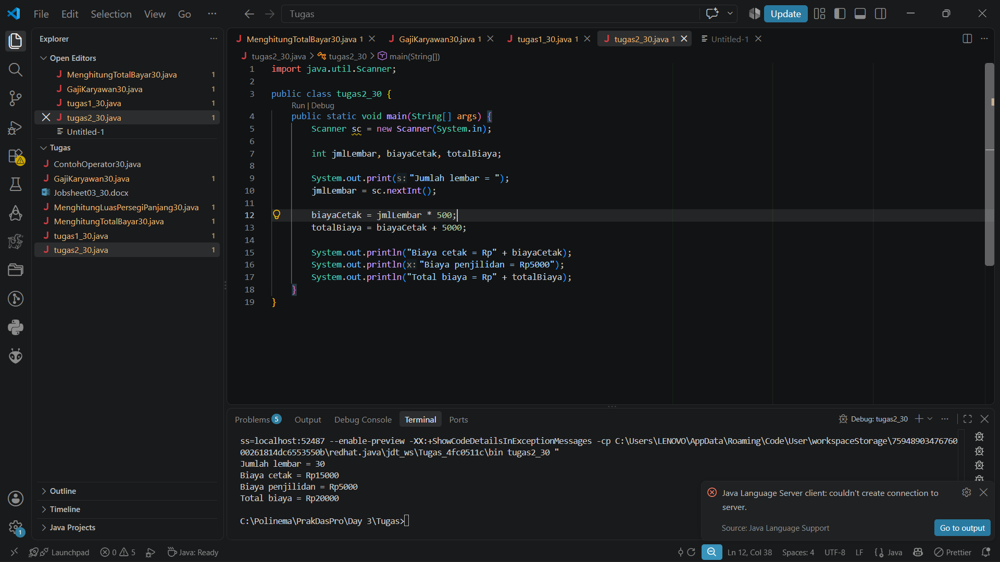 File Edit Selection View Go ···
Tugas
Update
Explorer ···
Open Editors
MenghitungTotalBayar30.java 1
GajiKaryawan30.java 1
tugas1_30.java 1
tugas2_30.java 1
Untitled-1
Tugas
ContohOperator30.java
GajiKaryawan30.java 1
Jobsheet03_30.docx
MenghitungLuasPersegiPanjang30.java 1
MenghitungTotalBayar30.java 1
tugas1_30.java 1
tugas2_30.java 1
Outline
Timeline
Java Projects
MenghitungTotalBayar30.java 1 GajiKaryawan30.java 1 tugas1_30.java 1 tugas2_30.java 1 Untitled-1
tugas2_30.java > tugas2_30 > main(String[])
1 import java.util.Scanner;
2
3 public class tugas2_30 {
Run | Debug
4 public static void main(String[] args) {
5 Scanner sc = new Scanner(System.in);
6
7 int jmlLembar, biayaCetak, totalBiaya;
8
9 System.out.print(s: "Jumlah lembar = ");
10 jmlLembar = sc.nextInt();
11
12 biayaCetak = jmlLembar * 500;
13 totalBiaya = biayaCetak + 5000;
14
15 System.out.println("Biaya cetak = Rp" + biayaCetak);
16 System.out.println(x: "Biaya penjilidan = Rp5000");
17 System.out.println("Total biaya = Rp" + totalBiaya);
18 }
19 }
Problems 5 Output Debug Console Terminal Ports
Debug: tugas2_30
ss=localhost:52487 --enable-preview -XX:+ShowCodeDetailsInExceptionMessages -cp C:\Users\LENOVO\AppData\Roaming\Code\User\workspaceStorage\75948903476760
00261814dc6553550b\redhat.java\jdt_ws\Tugas_4fc0511c\bin tugas2_30 "
Jumlah lembar = 30
Biaya cetak = Rp15000
Biaya penjilidan = Rp5000
Total biaya = Rp20000
C:\Polinema\PrakDasPro\Day 3\Tugas>
Java Language Server client: couldn't create connection to
server.
Source: Java Language Support
Go to output
1
Launchpad 0 5 Java: Ready
Ln 12, Col 38 Spaces: 4 UTF-8 LF {} Java Prettier